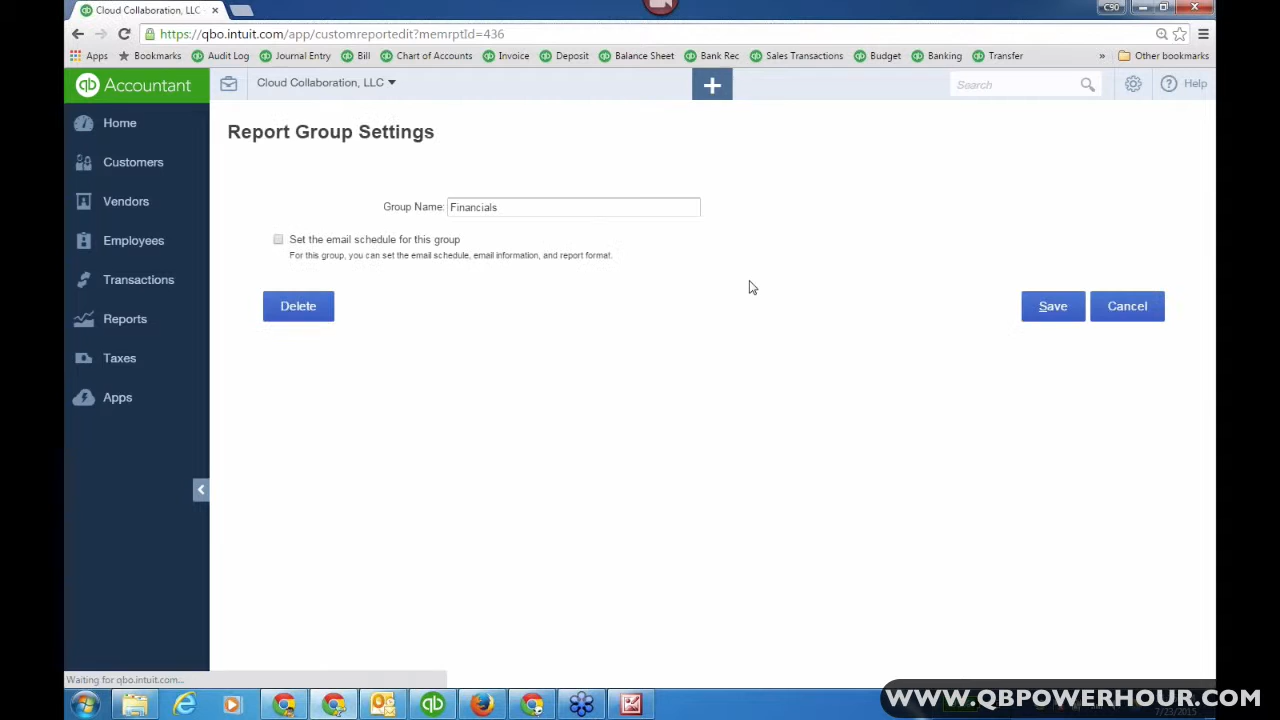 Cloud Collaboration, LLC
C90
https://qbo.intuit.com/app/customreportedit?memrptId=436
Apps Bookmarks Audit Log Journal Entry Bill Chart of Accounts Invoice Deposit Balance Sheet Bank Rec Sales Transactions Budget Banking Transfer » Other bookmarks
qb Accountant Cloud Collaboration, LLC Search Help
Home
Report Group Settings
Customers
Vendors
Group Name: Financials
Employees
Set the email schedule for this group
For this group, you can set the email schedule, email information, and report format.
Transactions
Delete Save Cancel
Reports
Taxes
Apps
Waiting for qbo.intuit.com...
WWW.QBPOWERHOUR.COM